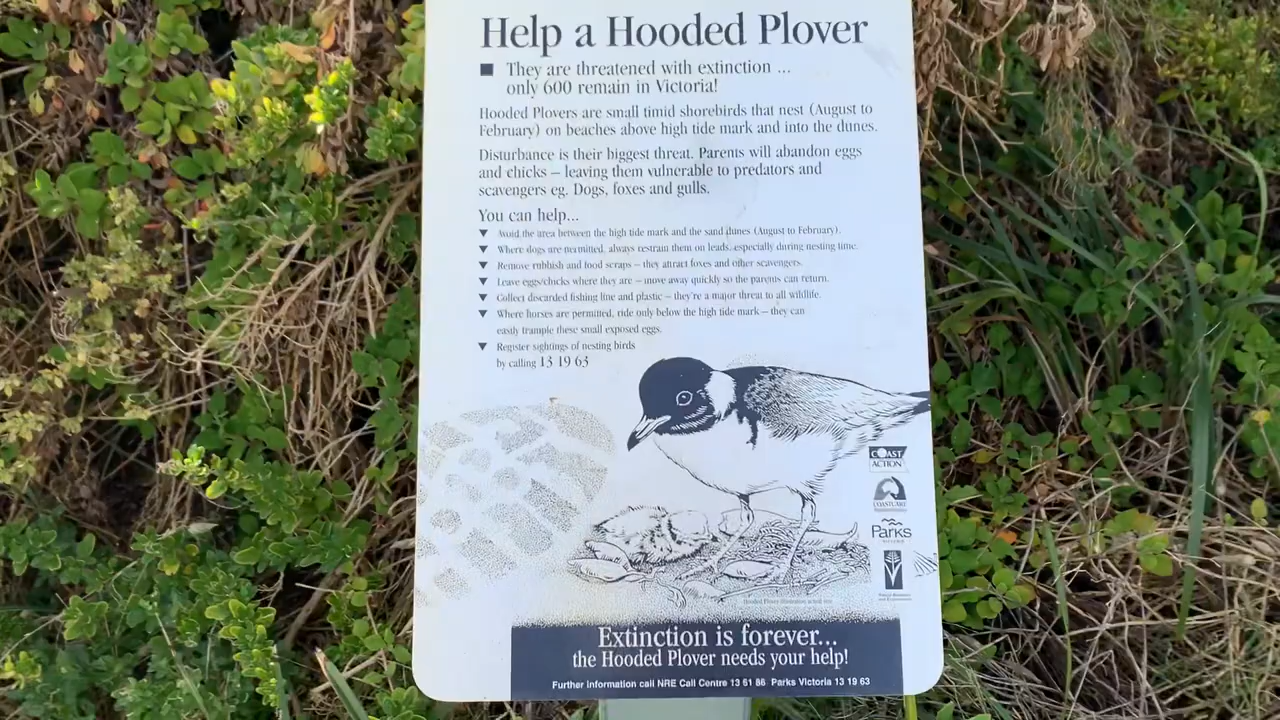 Help a Hooded Plover
They are threatened with extinction ...
only 600 remain in Victoria!
Hooded Plovers are small timid shorebirds that nest (August to
February) on beaches above high tide mark and into the dunes.
Disturbance is their biggest threat. Parents will abandon eggs
and chicks – leaving them vulnerable to predators and
scavengers eg. Dogs, foxes and gulls.
You can help...
Avoid the area between the high tide mark and the sand dunes (August to February).
Where dogs are permitted, always restrain them on leads, especially during nesting time.
Remove rubbish and food scraps – they attract foxes and other scavengers.
Leave eggs/chicks where they are – move away quickly so the parents can return.
Collect discarded fishing line and plastic – they're a major threat to all wildlife.
Where horses are permitted, ride only below the high tide mark – they can
easily trample these small exposed eggs.
Register sightings of nesting birds
by calling 13 19 63
COAST
ACTION
COASTCARE
Parks
Hooded Plover illustration actual size
Extinction is forever...
the Hooded Plover needs your help!
Further information call NRE Call Centre 13 61 86 Parks Victoria 13 19 63